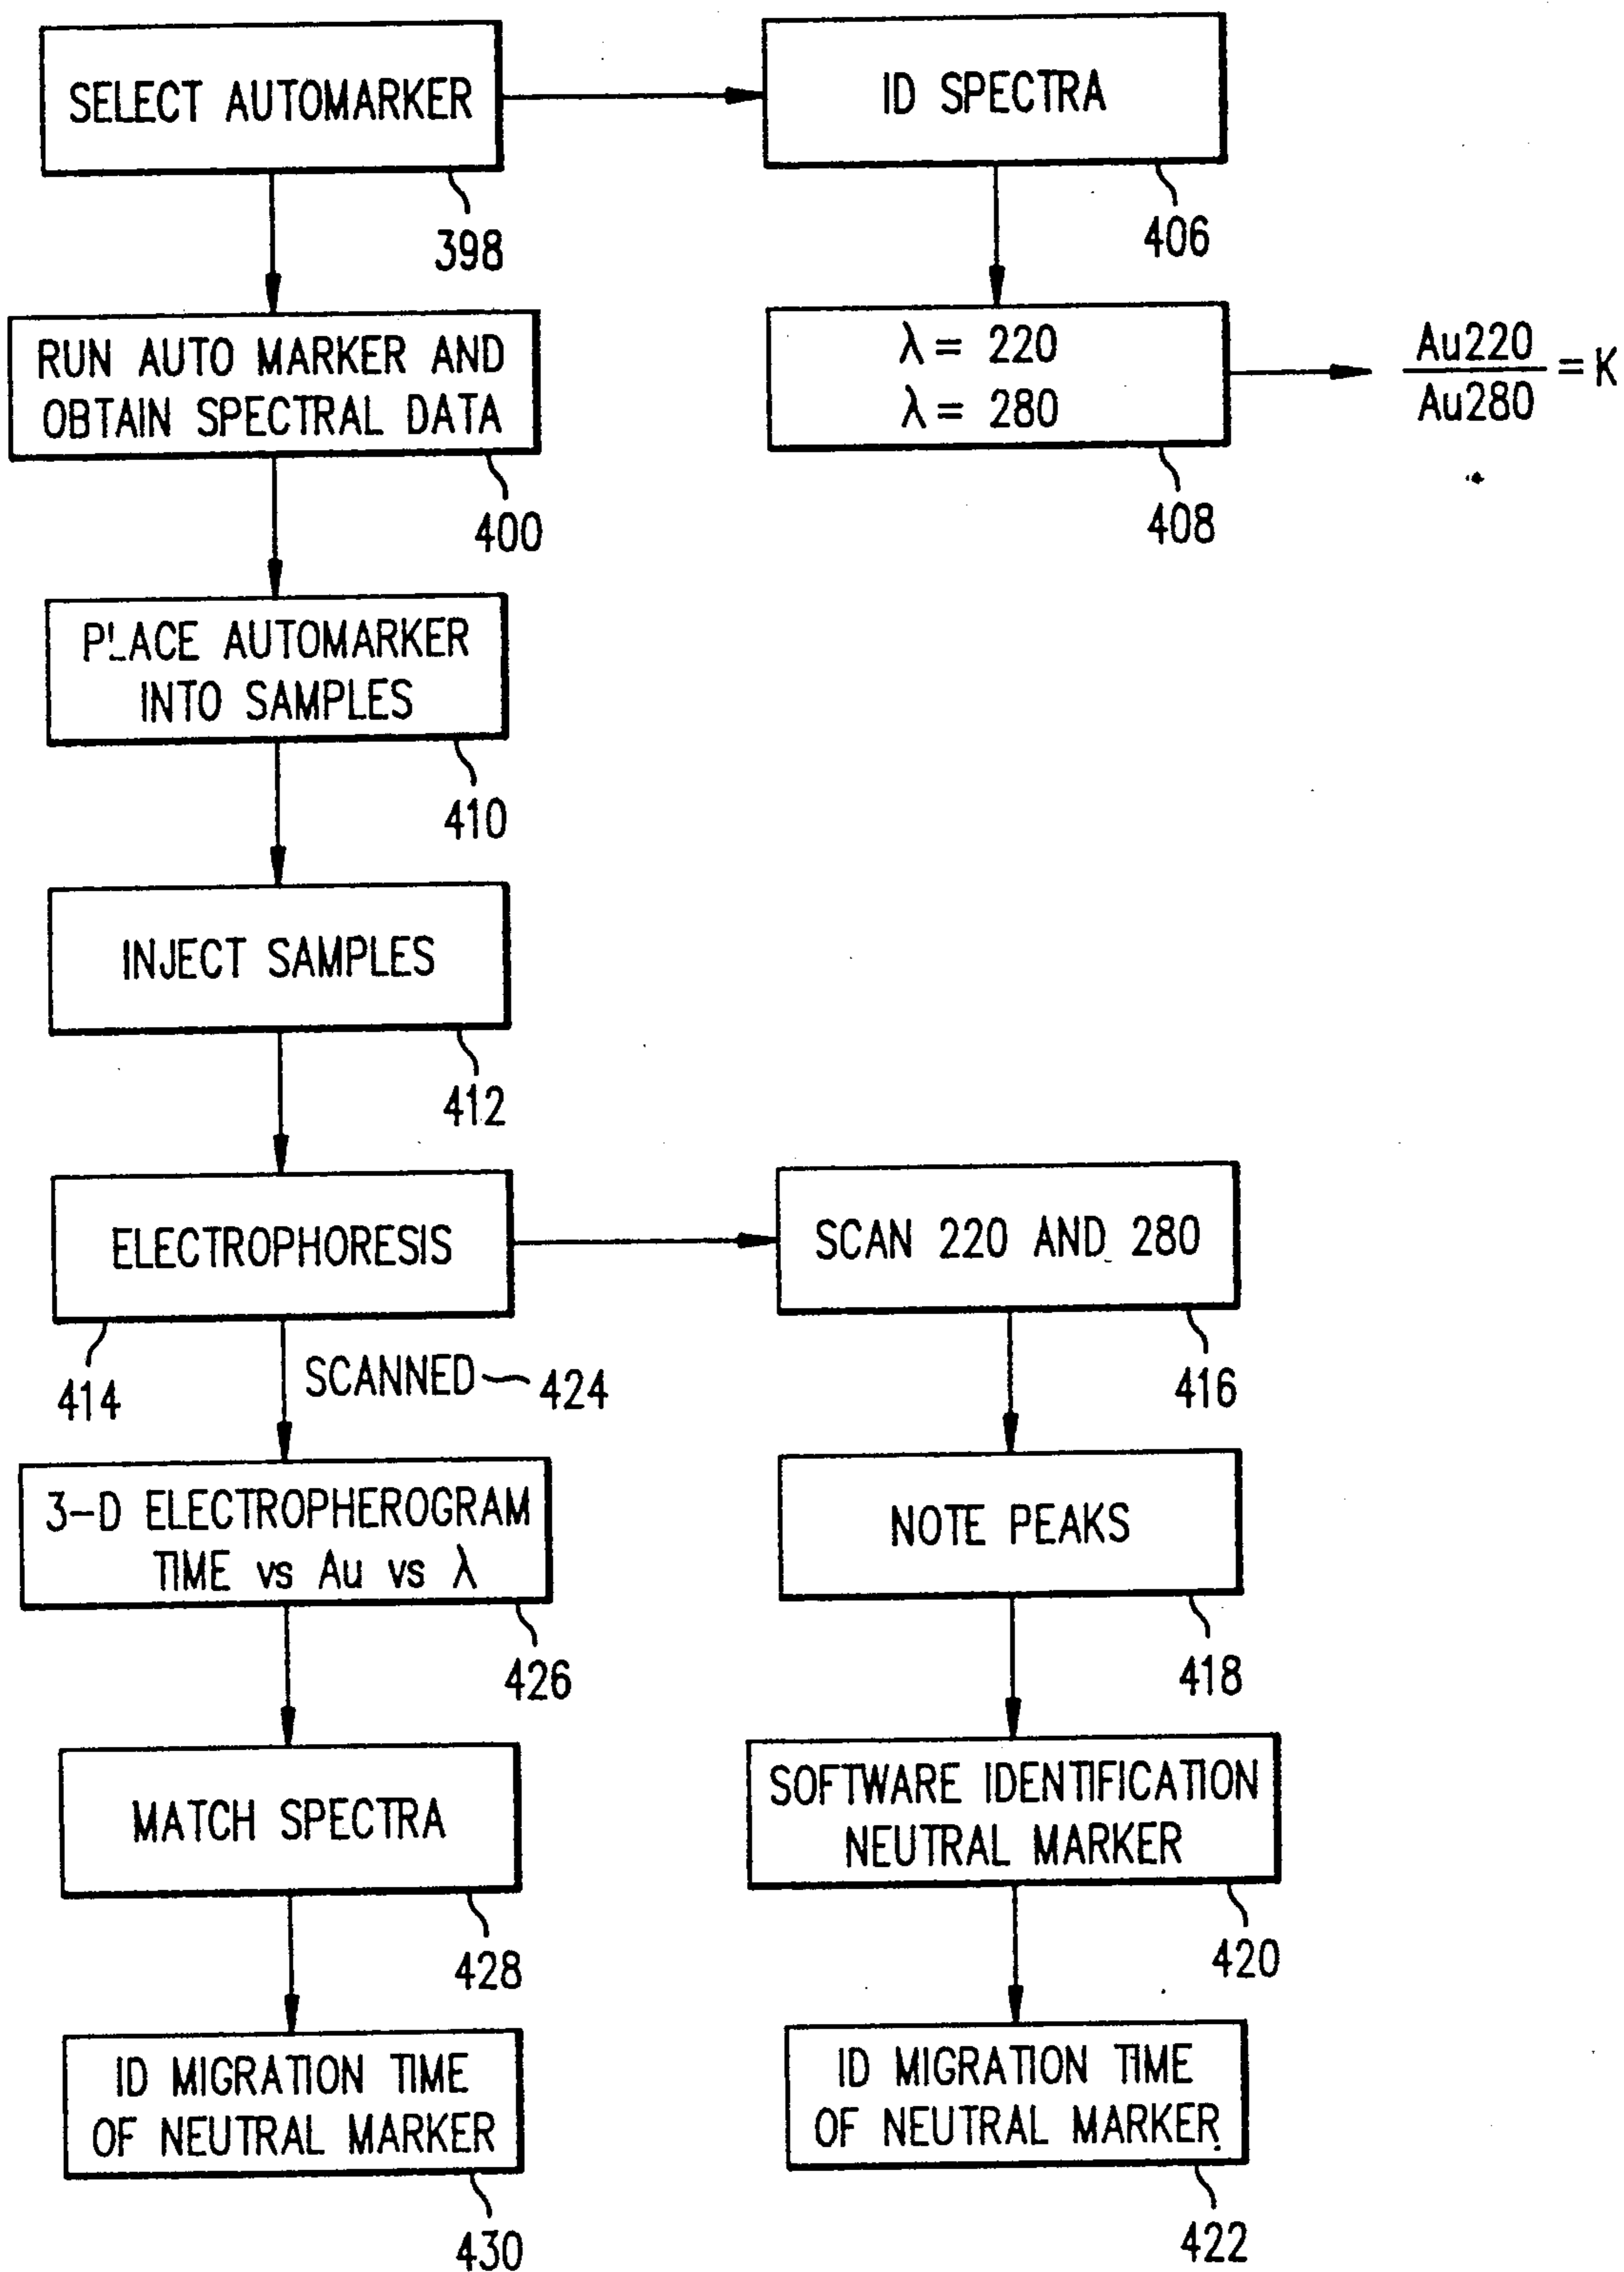 SELECT AUTOMARKER
398
ID SPECTRA
406
RUN AUTO MARKER AND
OBTAIN SPECTRAL DATA
400
λ = 220
λ = 280
408
Au220
Au280
= K
PLACE AUTOMARKER
INTO SAMPLES
410
INJECT SAMPLES
412
ELECTROPHORESIS
414
SCAN 220 AND 280
416
SCANNED
424
3-D ELECTROPHEROGRAM
TIME vs Au vs λ
426
NOTE PEAKS
418
MATCH SPECTRA
428
SOFTWARE IDENTIFICATION
NEUTRAL MARKER
420
ID MIGRATION TIME
OF NEUTRAL MARKER
430
ID MIGRATION TIME
OF NEUTRAL MARKER
422